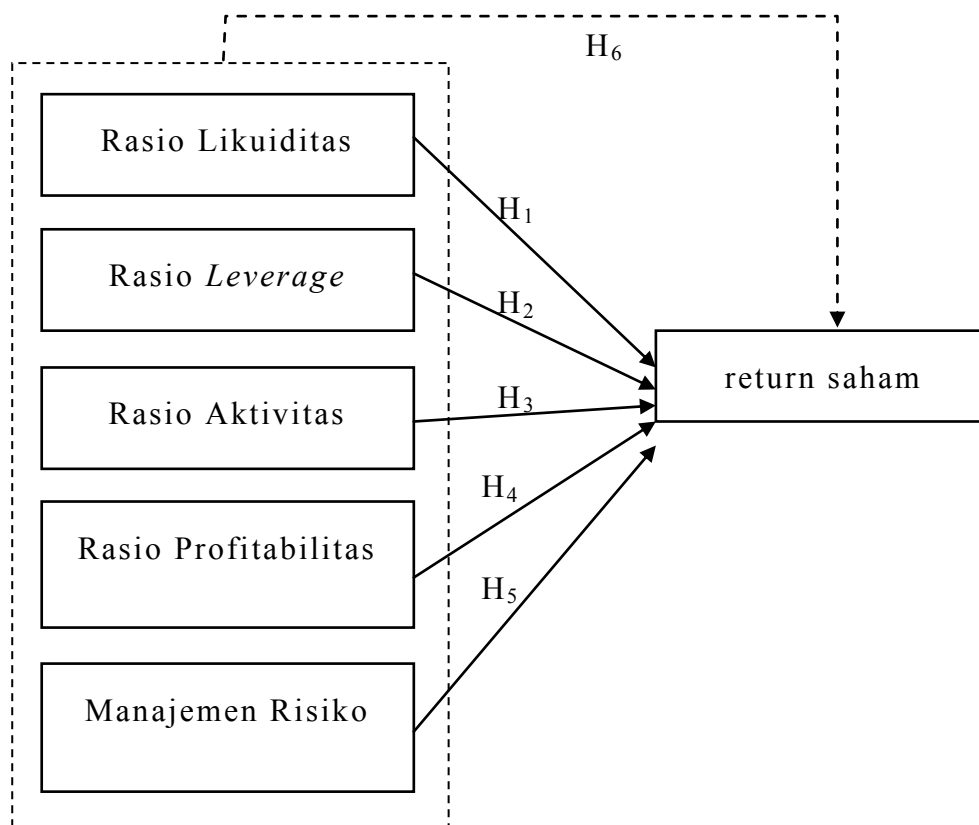 H6
Rasio Likuiditas
H1
Rasio Leverage
H2
return saham
Rasio Aktivitas
H3
H4
Rasio Profitabilitas
H5
Manajemen Risiko